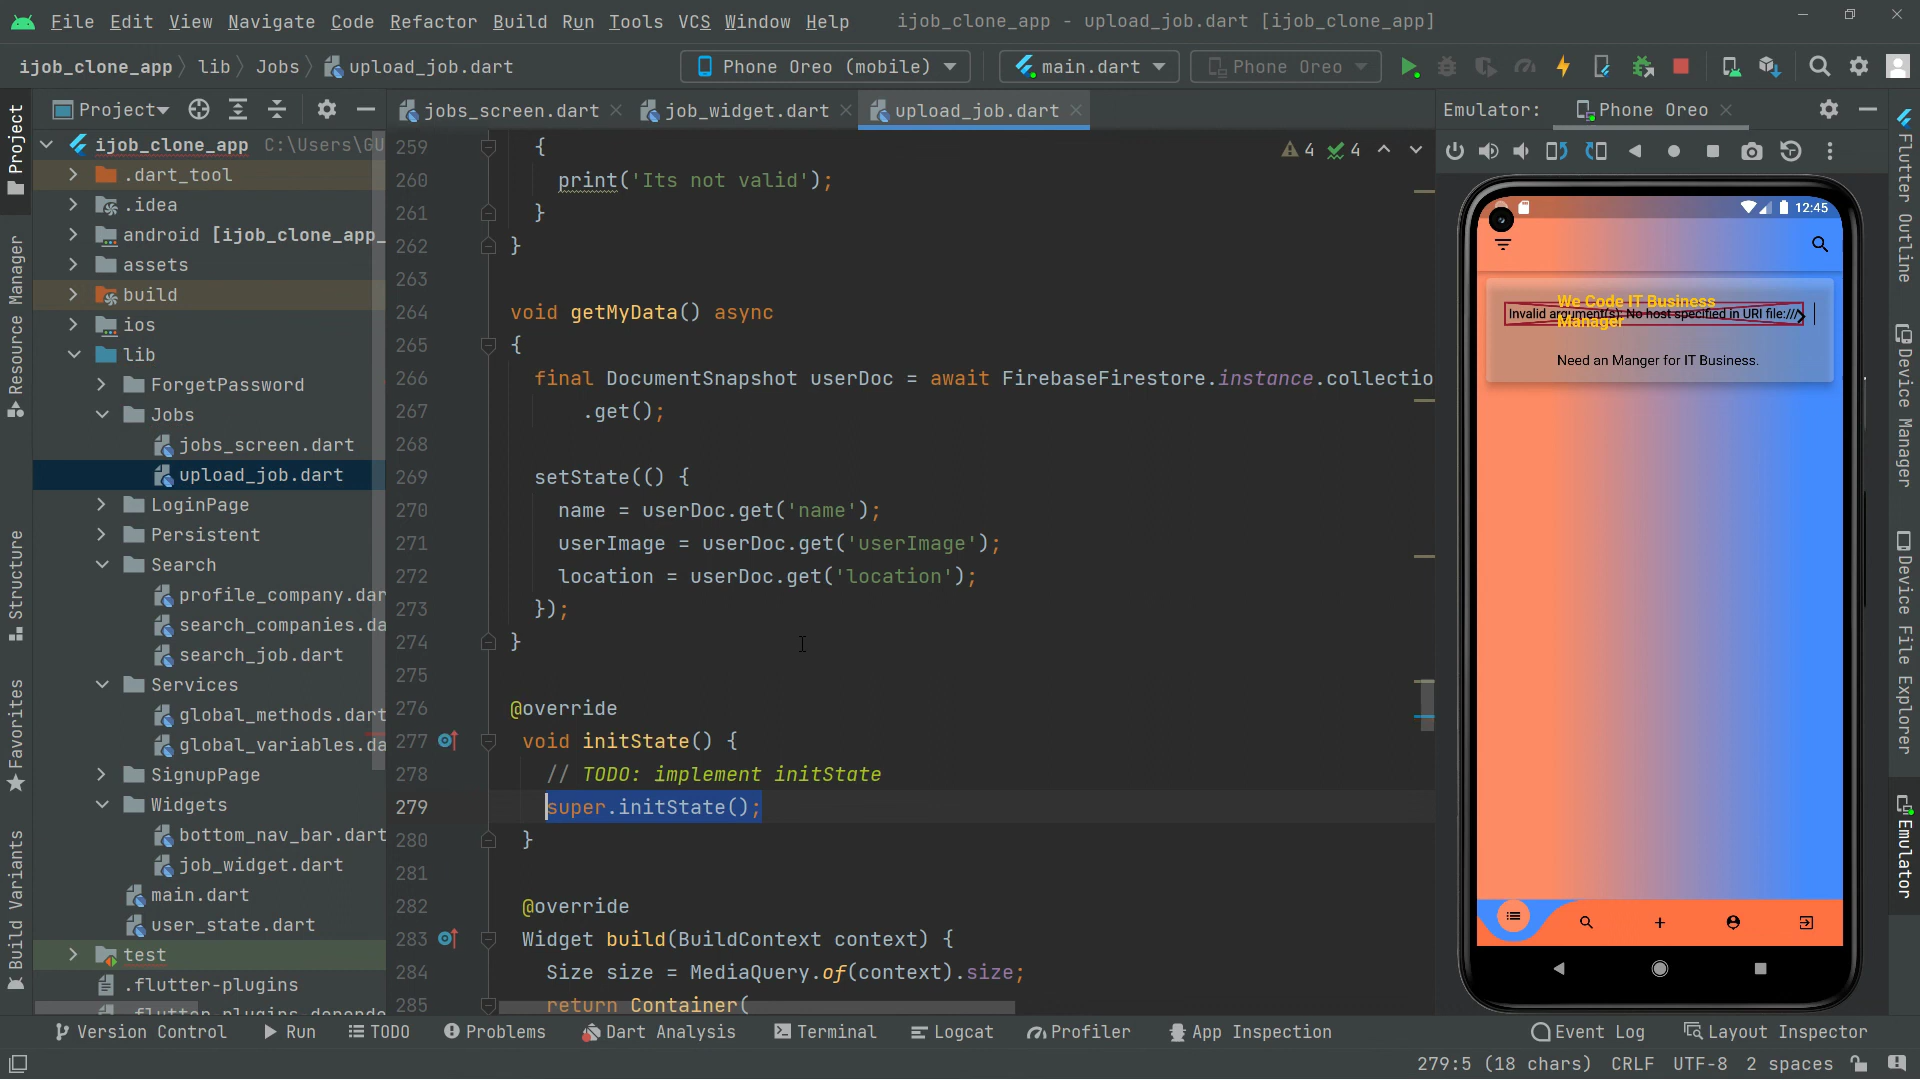 File Edit View Navigate Code Refactor Build Run Tools VCS Window Help
ijob_clone_app - upload_job.dart [ijob_clone_app]
ijob_clone_app lib Jobs upload_job.dart
Phone Oreo (mobile)
main.dart
Phone Oreo
Project
jobs_screen.dart
job_widget.dart
upload_job.dart
Emulator: Phone Oreo
ijob_clone_app C:\Users\GU
.dart_tool
.idea
android [ijob_clone_app_
assets
build
ios
lib
ForgetPassword
Jobs
jobs_screen.dart
upload_job.dart
LoginPage
Persistent
Search
profile_company.dar
search_companies.da
search_job.dart
Services
global_methods.dart
global_variables.da
SignupPage
Widgets
bottom_nav_bar.dart
job_widget.dart
main.dart
user_state.dart
test
.flutter-plugins
4 4
259 {
260 print('Its not valid');
261 }
262 }
263
264 void getMyData() async
265 {
266 final DocumentSnapshot userDoc = await FirebaseFirestore.instance.collectio
267 .get();
268
269 setState(() {
270 name = userDoc.get('name');
271 userImage = userDoc.get('userImage');
272 location = userDoc.get('location');
273 });
274 }
275
276 @override
277 void initState() {
278 // TODO: implement initState
279 super.initState();
280 }
281
282 @override
283 Widget build(BuildContext context) {
284 Size size = MediaQuery.of(context).size;
285 return Container(
12:45
We Code IT Business
Manager
Invalid argument(s): No host specified in URI file:///
Need an Manger for IT Business.
Project
Resource Manager
Structure
Favorites
Build Variants
Flutter Outline
Device Manager
Device File Explorer
Emulator
Version Control Run TODO Problems Dart Analysis Terminal Logcat Profiler App Inspection Event Log Layout Inspector
279:5 (18 chars) CRLF UTF-8 2 spaces